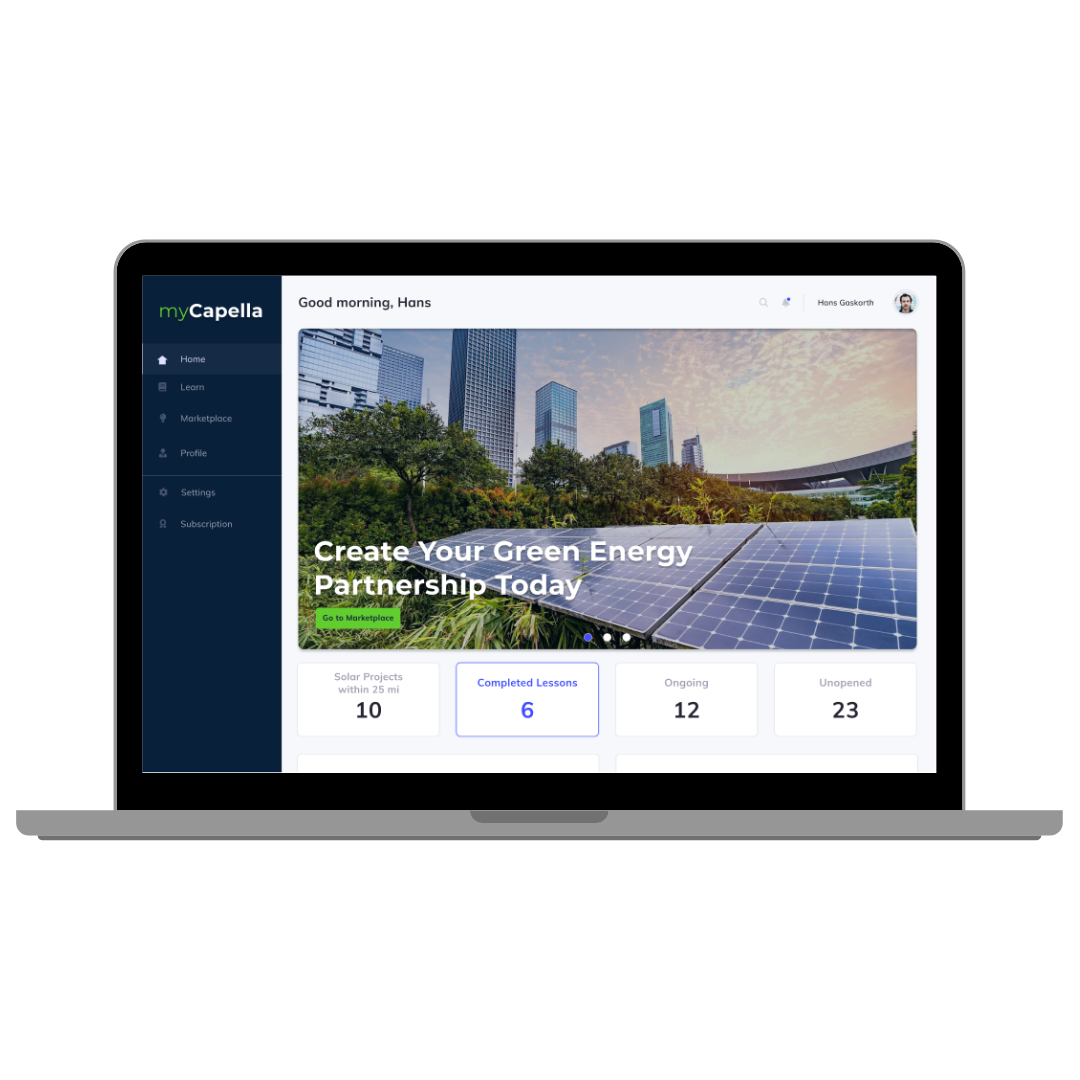 myCapella
Home
Learn
Marketplace
Profile
Settings
Subscription
Good morning, Hans
Hans Gaskorth
Create Your Green Energy
Partnership Today
Go to Marketplace
Solar Projects
within 25 mi
10
Completed Lessons
6
Ongoing
12
Unopened
23